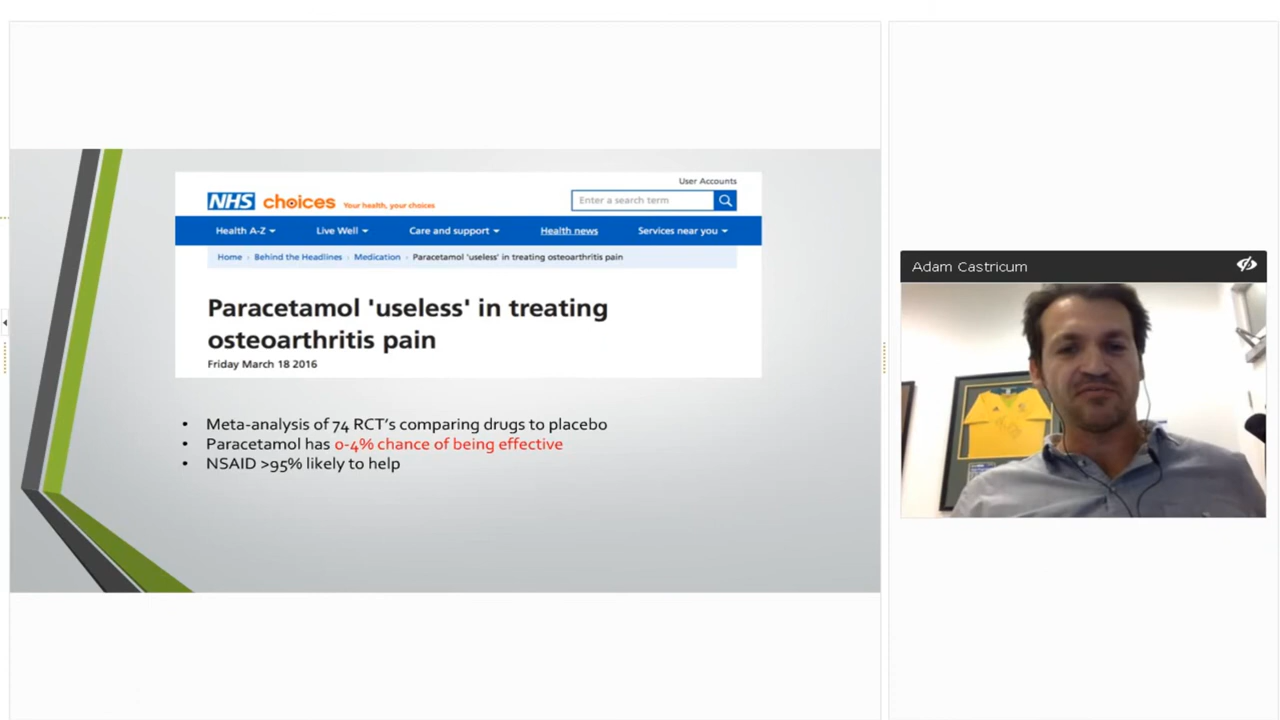 User Accounts
NHS choices Your health, your choices
Enter a search term
Health A-Z Live Well Care and support Health news Services near you
Home › Behind the Headlines › Medication › Paracetamol 'useless' in treating osteoarthritis pain
Paracetamol 'useless' in treating
osteoarthritis pain
Friday March 18 2016
• Meta-analysis of 74 RCT's comparing drugs to placebo
• Paracetamol has 0-4% chance of being effective
• NSAID >95% likely to help
Adam Castricum